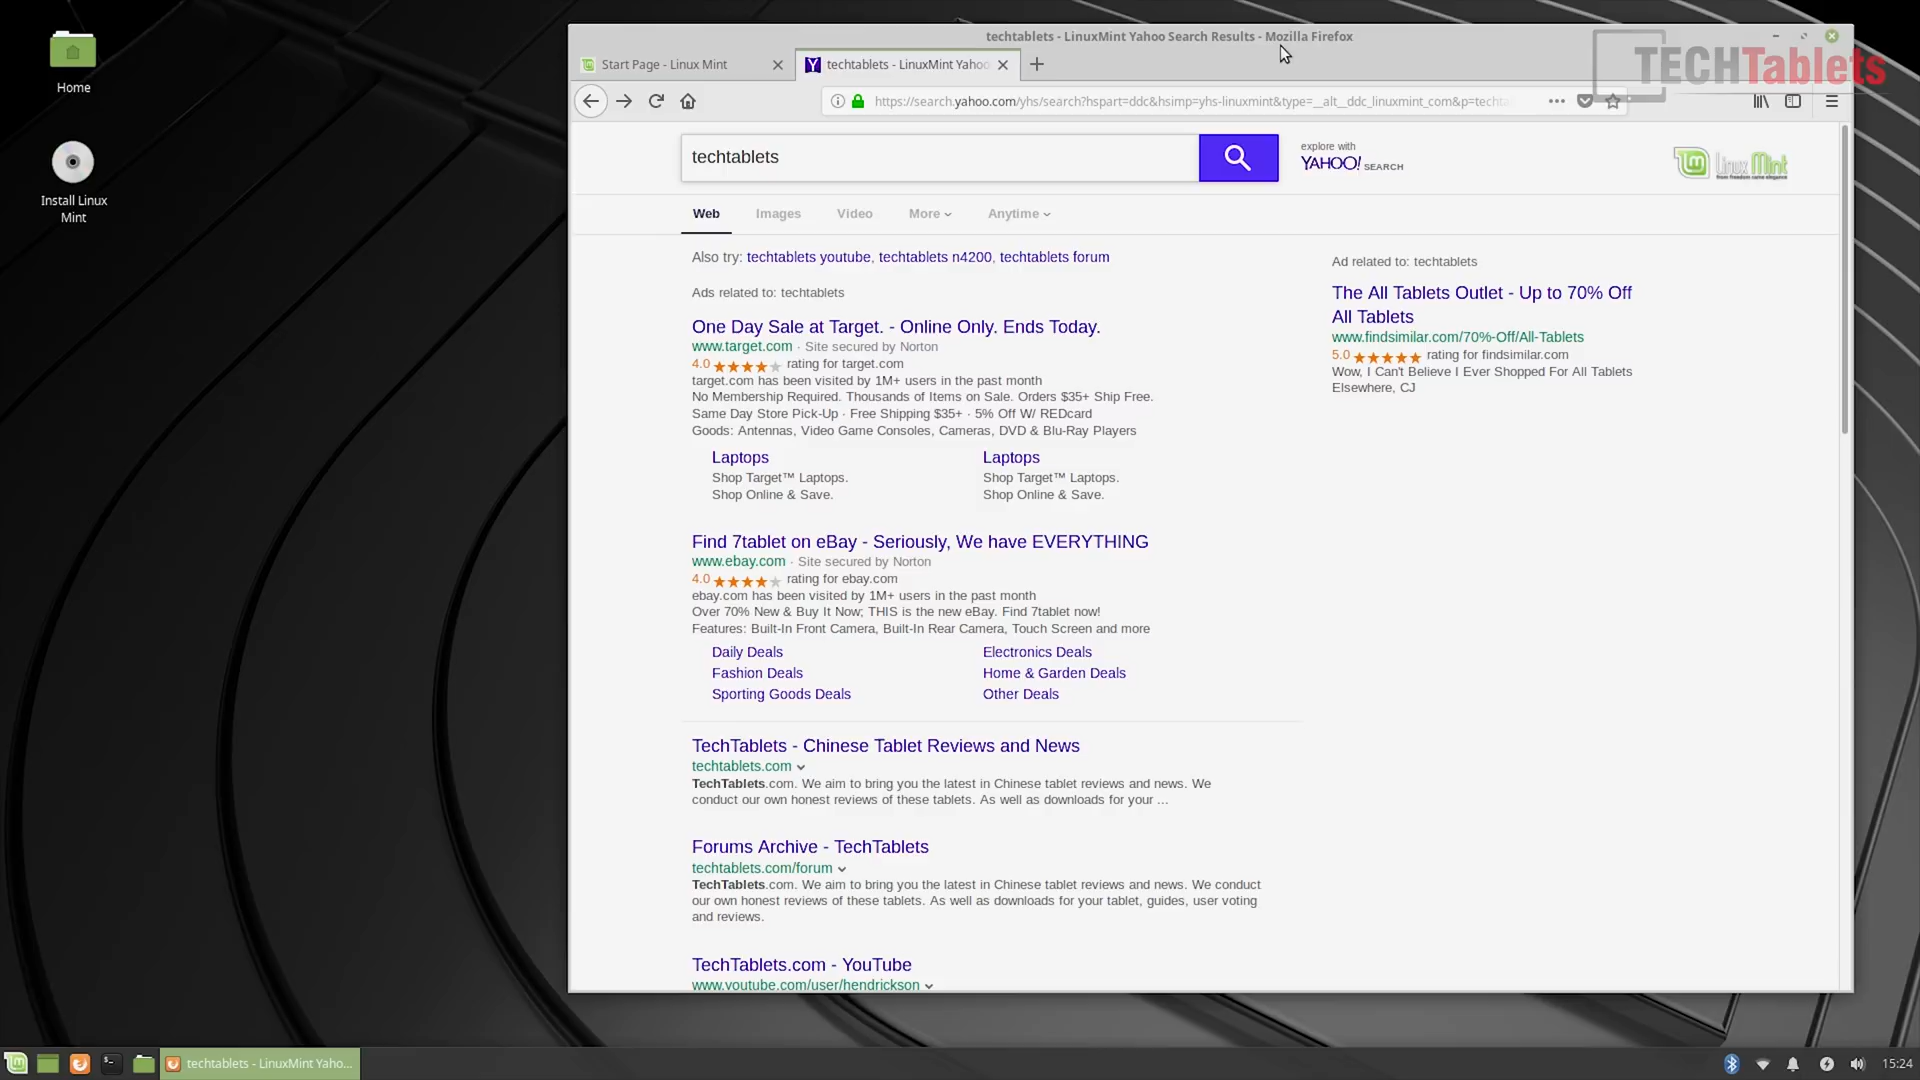 Home
Install Linux
Mint
techtablets - LinuxMint Yahoo Search Results - Mozilla Firefox
TECHTablets
Start Page - Linux Mint
techtablets - LinuxMint Yahoo
https://search.yahoo.com/yhs/search?hspart=ddc&hsimp=yhs-linuxmint&type=__alt__ddc_linuxmint_com&p=techta
techtablets
explore with
YAHOO! SEARCH
Linux Mint
from freedom came elegance
Web Images Video More Anytime
Also try: techtablets youtube, techtablets n4200, techtablets forum
Ads related to: techtablets
One Day Sale at Target. - Online Only. Ends Today.
www.target.com · Site secured by Norton
4.0 rating for target.com
target.com has been visited by 1M+ users in the past month
No Membership Required. Thousands of Items on Sale. Orders $35+ Ship Free.
Same Day Store Pick-Up · Free Shipping $35+ · 5% Off W/ REDcard
Goods: Antennas, Video Game Consoles, Cameras, DVD & Blu-Ray Players
Laptops
Shop Target™ Laptops.
Shop Online & Save.
Laptops
Shop Target™ Laptops.
Shop Online & Save.
Find 7tablet on eBay - Seriously, We have EVERYTHING
www.ebay.com · Site secured by Norton
4.0 rating for ebay.com
ebay.com has been visited by 1M+ users in the past month
Over 70% New & Buy It Now; THIS is the new eBay. Find 7tablet now!
Features: Built-In Front Camera, Built-In Rear Camera, Touch Screen and more
Daily Deals
Electronics Deals
Fashion Deals
Home & Garden Deals
Sporting Goods Deals
Other Deals
TechTablets - Chinese Tablet Reviews and News
techtablets.com
TechTablets.com. We aim to bring you the latest in Chinese tablet reviews and news. We
conduct our own honest reviews of these tablets. As well as downloads for your ...
Forums Archive - TechTablets
techtablets.com/forum
TechTablets.com. We aim to bring you the latest in Chinese tablet reviews and news. We conduct
our own honest reviews of these tablets. As well as downloads for your tablet, guides, user voting
and reviews.
TechTablets.com - YouTube
www.youtube.com/user/hendrickson
Ad related to: techtablets
The All Tablets Outlet - Up to 70% Off
All Tablets
www.findsimilar.com/70%-Off/All-Tablets
5.0 rating for findsimilar.com
Wow, I Can't Believe I Ever Shopped For All Tablets
Elsewhere, CJ
techtablets - LinuxMint Yaho...
15:24